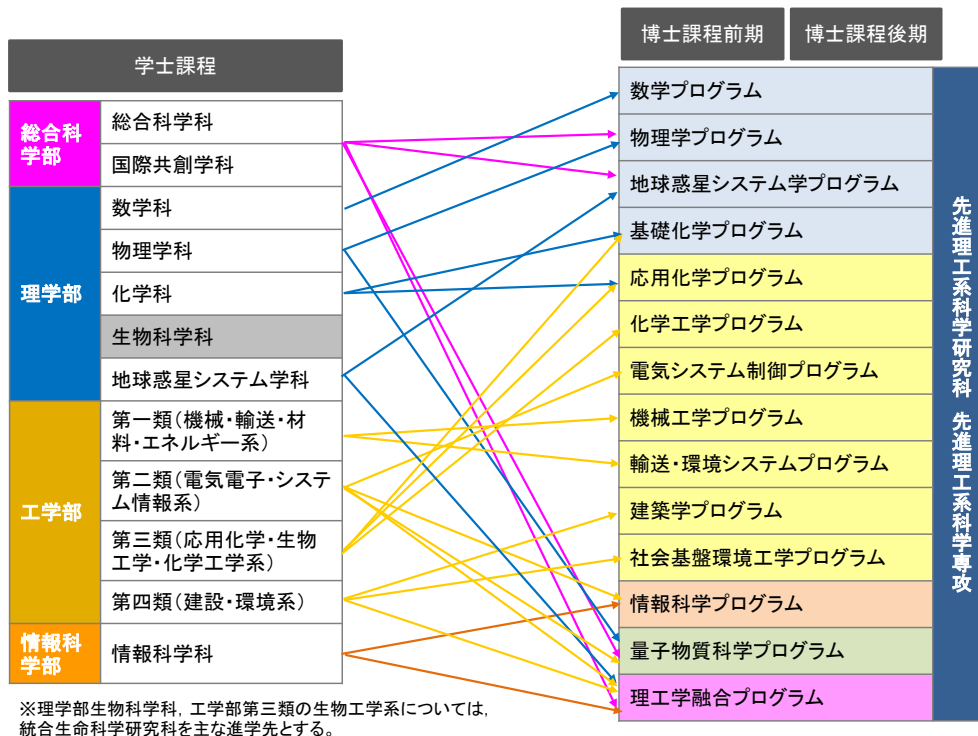 博士課程前期
博士課程後期
学士課程
総合科
学部
総合科学科
国際共創学科
理学部
数学科
物理学科
化学科
生物科学科
地球惑星システム学科
工学部
第一類(機械・輸送・材
料・エネルギー系)
第二類(電気電子・システ
ム情報系)
第三類(応用化学・生物
工学・化学工学系)
第四類(建設・環境系)
情報科
学部
情報科学科
数学プログラム
物理学プログラム
地球惑星システム学プログラム
基礎化学プログラム
応用化学プログラム
化学工学プログラム
電気システム制御プログラム
機械工学プログラム
輸送・環境システムプログラム
建築学プログラム
社会基盤環境工学プログラム
情報科学プログラム
量子物質科学プログラム
理工学融合プログラム
先進理工系科学研究科 先進理工系科学専攻
※理学部生物科学科,工学部第三類の生物工学系については,
統合生命科学研究科を主な進学先とする。